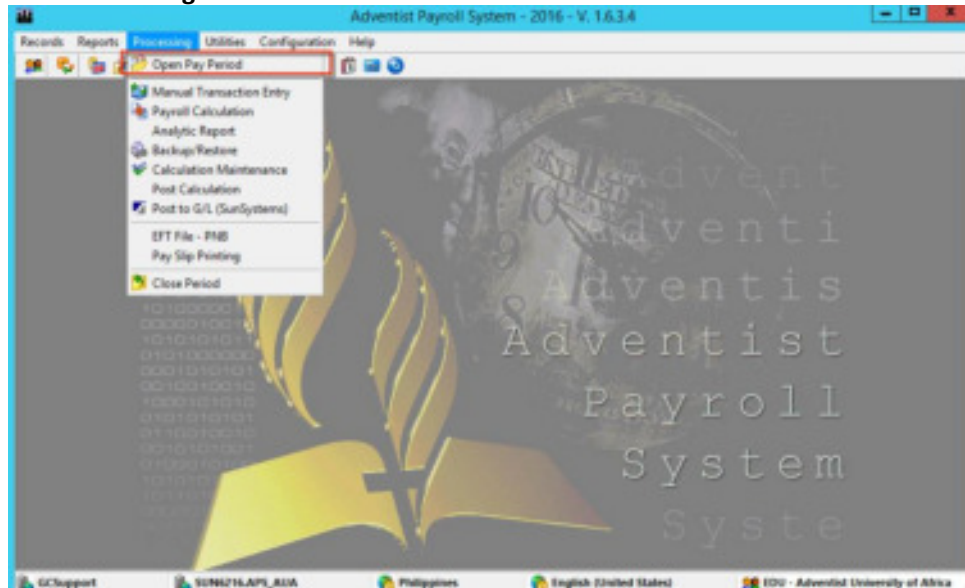 Adventist Payroll System - 2016 - V. 1.6.3.4
Records Reports Processing Utilities Configuration Help
Open Pay Period
Manual Transaction Entry
Payroll Calculation
Analytic Report
Backup/Restore
Calculation Maintenance
Post Calculation
Post to G/L (SunSystems)
EFT File - PNB
Pay Slip Printing
Close Period
10
9
8
Advent
Adventi
Adventis
Adventist
Payroll
System
Syste
GCSupport SUN6216.APS_AUA Philippines English (United States) EDU - Adventist University of Africa